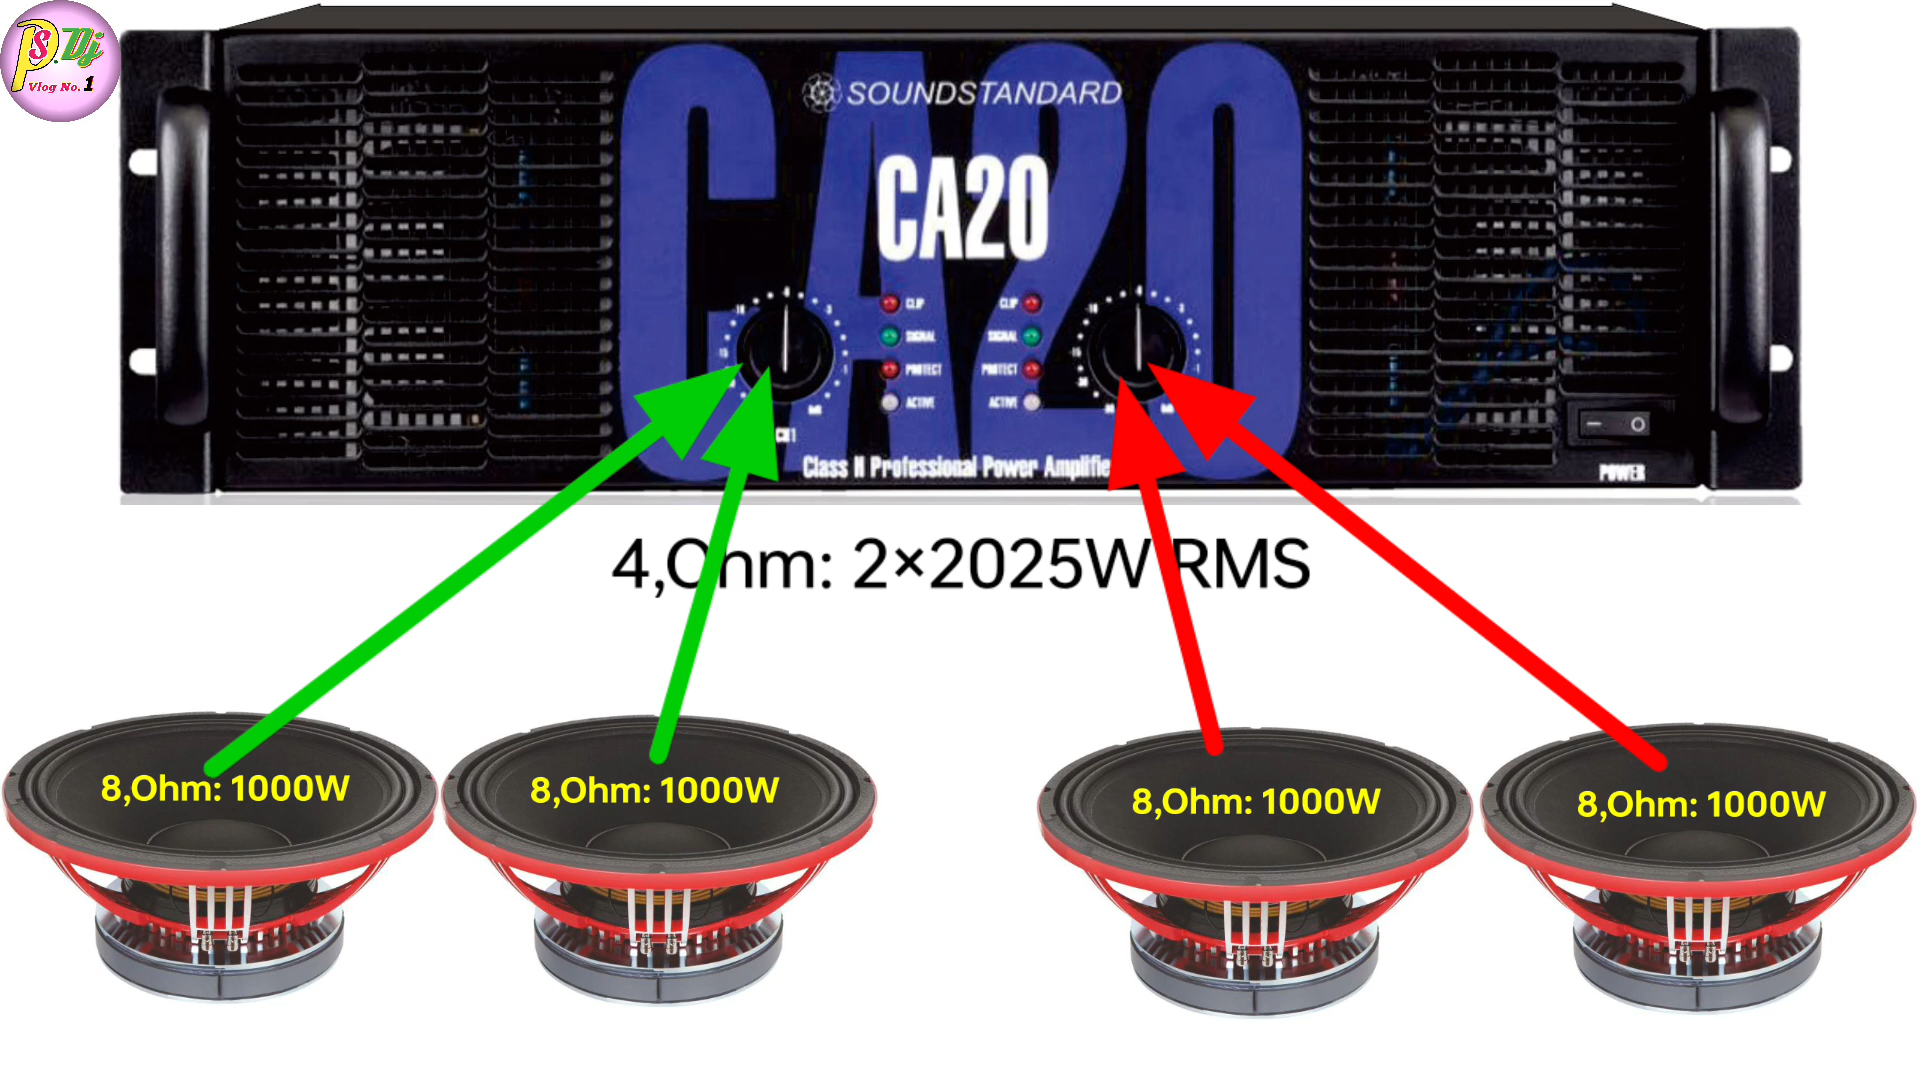 PS.Dj
Vlog No.1
CA20
SOUNDSTANDARD
CA20
CLIP CLIP
SIGNAL SIGNAL
PROTECT PROTECT
ACTIVE ACTIVE
CH1
Class H Professional Power Amplifie
POWER
4,Ohm: 2×2025W RMS
8,Ohm: 1000W
8,Ohm: 1000W
8,Ohm: 1000W
8,Ohm: 1000W